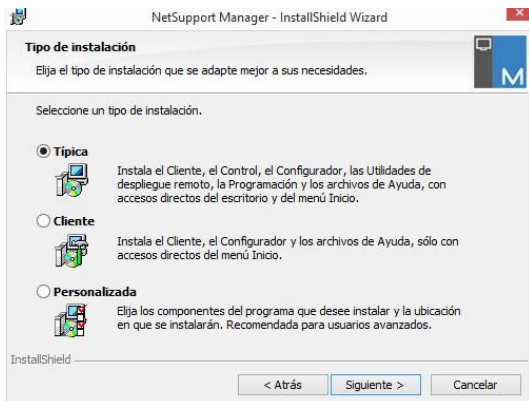 NetSupport Manager - InstallShield Wizard
Tipo de instalación
Elija el tipo de instalación que se adapte mejor a sus necesidades.
M
Seleccione un tipo de instalación.
Típica
Instala el Cliente, el Control, el Configurador, las Utilidades de
despliegue remoto, la Programación y los archivos de Ayuda, con
accesos directos del escritorio y del menú Inicio.
Cliente
Instala el Cliente, el Configurador y los archivos de Ayuda, sólo con
accesos directos del menú Inicio.
Personalizada
Elija los componentes del programa que desee instalar y la ubicación
en que se instalarán. Recomendada para usuarios avanzados.
InstallShield
< Atrás
Siguiente >
Cancelar